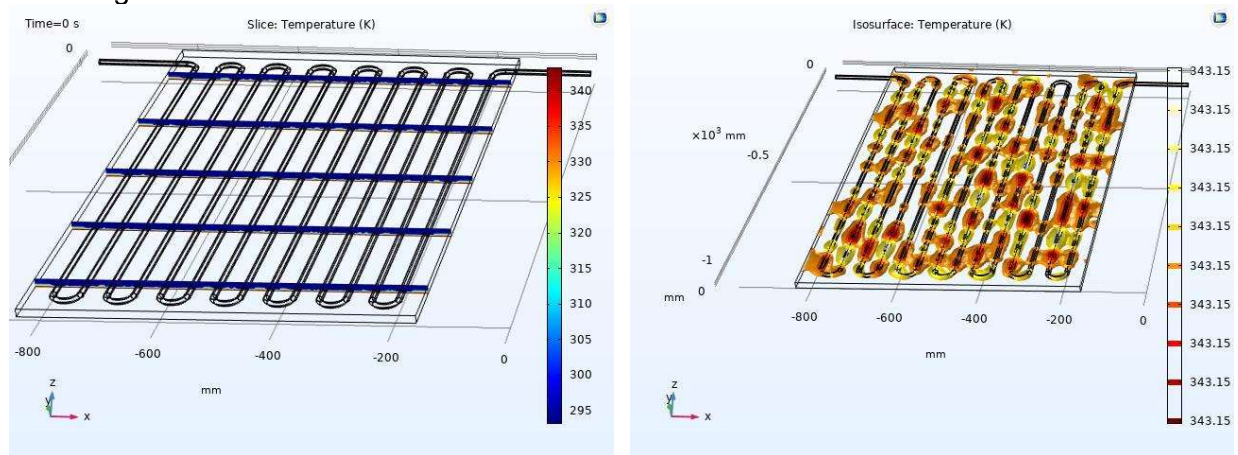 Time=0 s
Slice: Temperature (K)
0
340
335
330
325
320
315
310
305
300
295
-800
-600
-400
-200
0
mm
z
y
x
Isosurface: Temperature (K)
0
×10³ mm
-0.5
-1
mm
0
-800
-600
-400
-200
0
mm
343.15
343.15
343.15
343.15
343.15
343.15
343.15
343.15
343.15
343.15
z
y
x